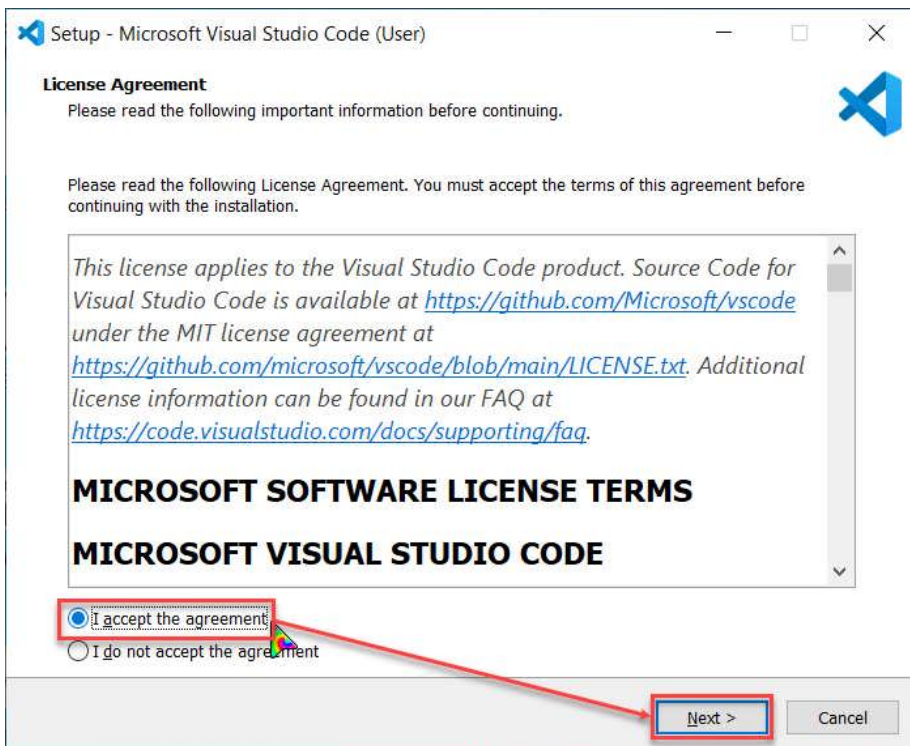 Setup - Microsoft Visual Studio Code (User)
License Agreement
Please read the following important information before continuing.
Please read the following License Agreement. You must accept the terms of this agreement before
continuing with the installation.
This license applies to the Visual Studio Code product. Source Code for
Visual Studio Code is available at https://github.com/Microsoft/vscode
under the MIT license agreement at
https://github.com/microsoft/vscode/blob/main/LICENSE.txt. Additional
license information can be found in our FAQ at
https://code.visualstudio.com/docs/supporting/faq.
MICROSOFT SOFTWARE LICENSE TERMS
MICROSOFT VISUAL STUDIO CODE
I accept the agreement
I do not accept the agreement
Next >
Cancel